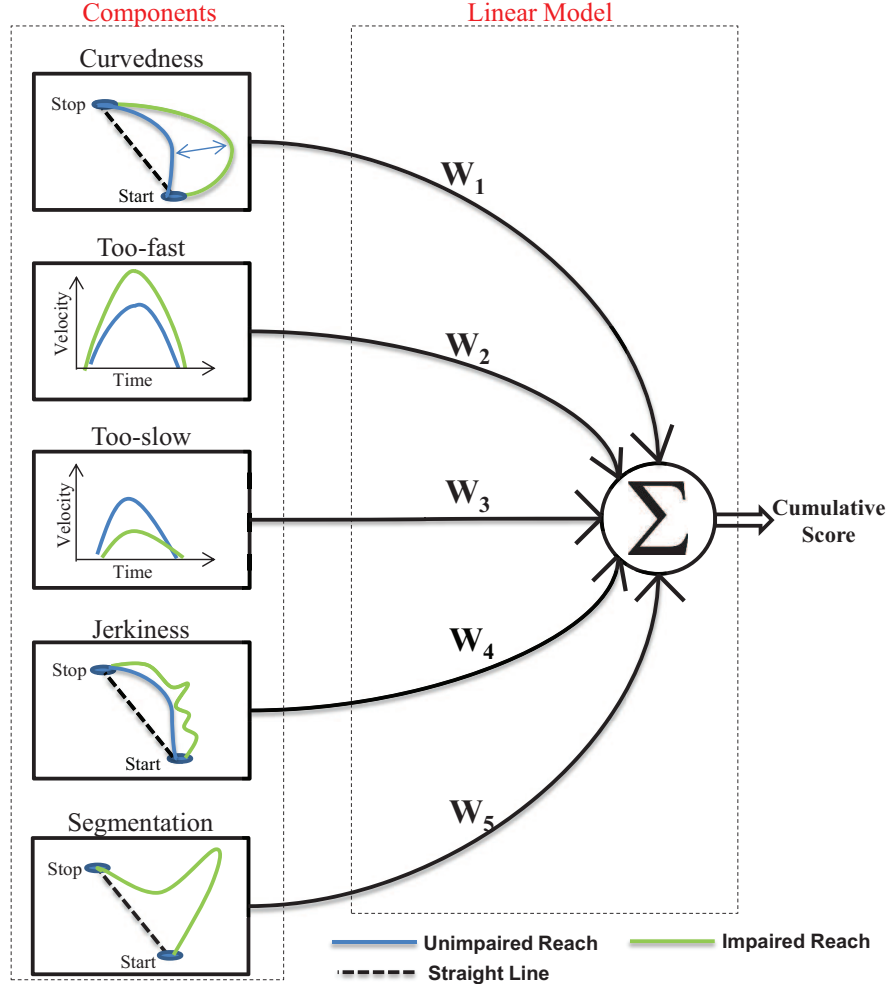 Components
Linear Model
Curvedness
Stop
Start
W1
Too-fast
Velocity
Time
W2
Too-slow
Velocity
Time
W3
Σ
Cumulative
Score
Jerkiness
Stop
Start
W4
Segmentation
Stop
Start
W5
Unimpaired Reach
Impaired Reach
Straight Line